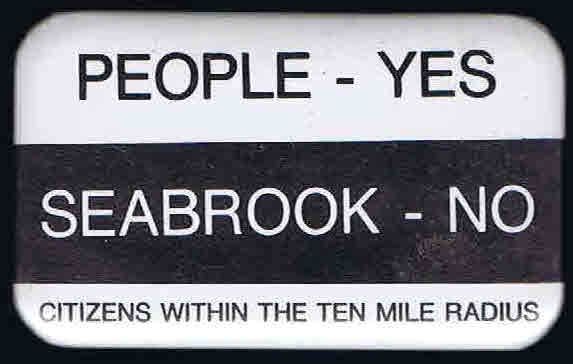 PEOPLE - YES
SEABROOK - NO
CITIZENS WITHIN THE TEN MILE RADIUS